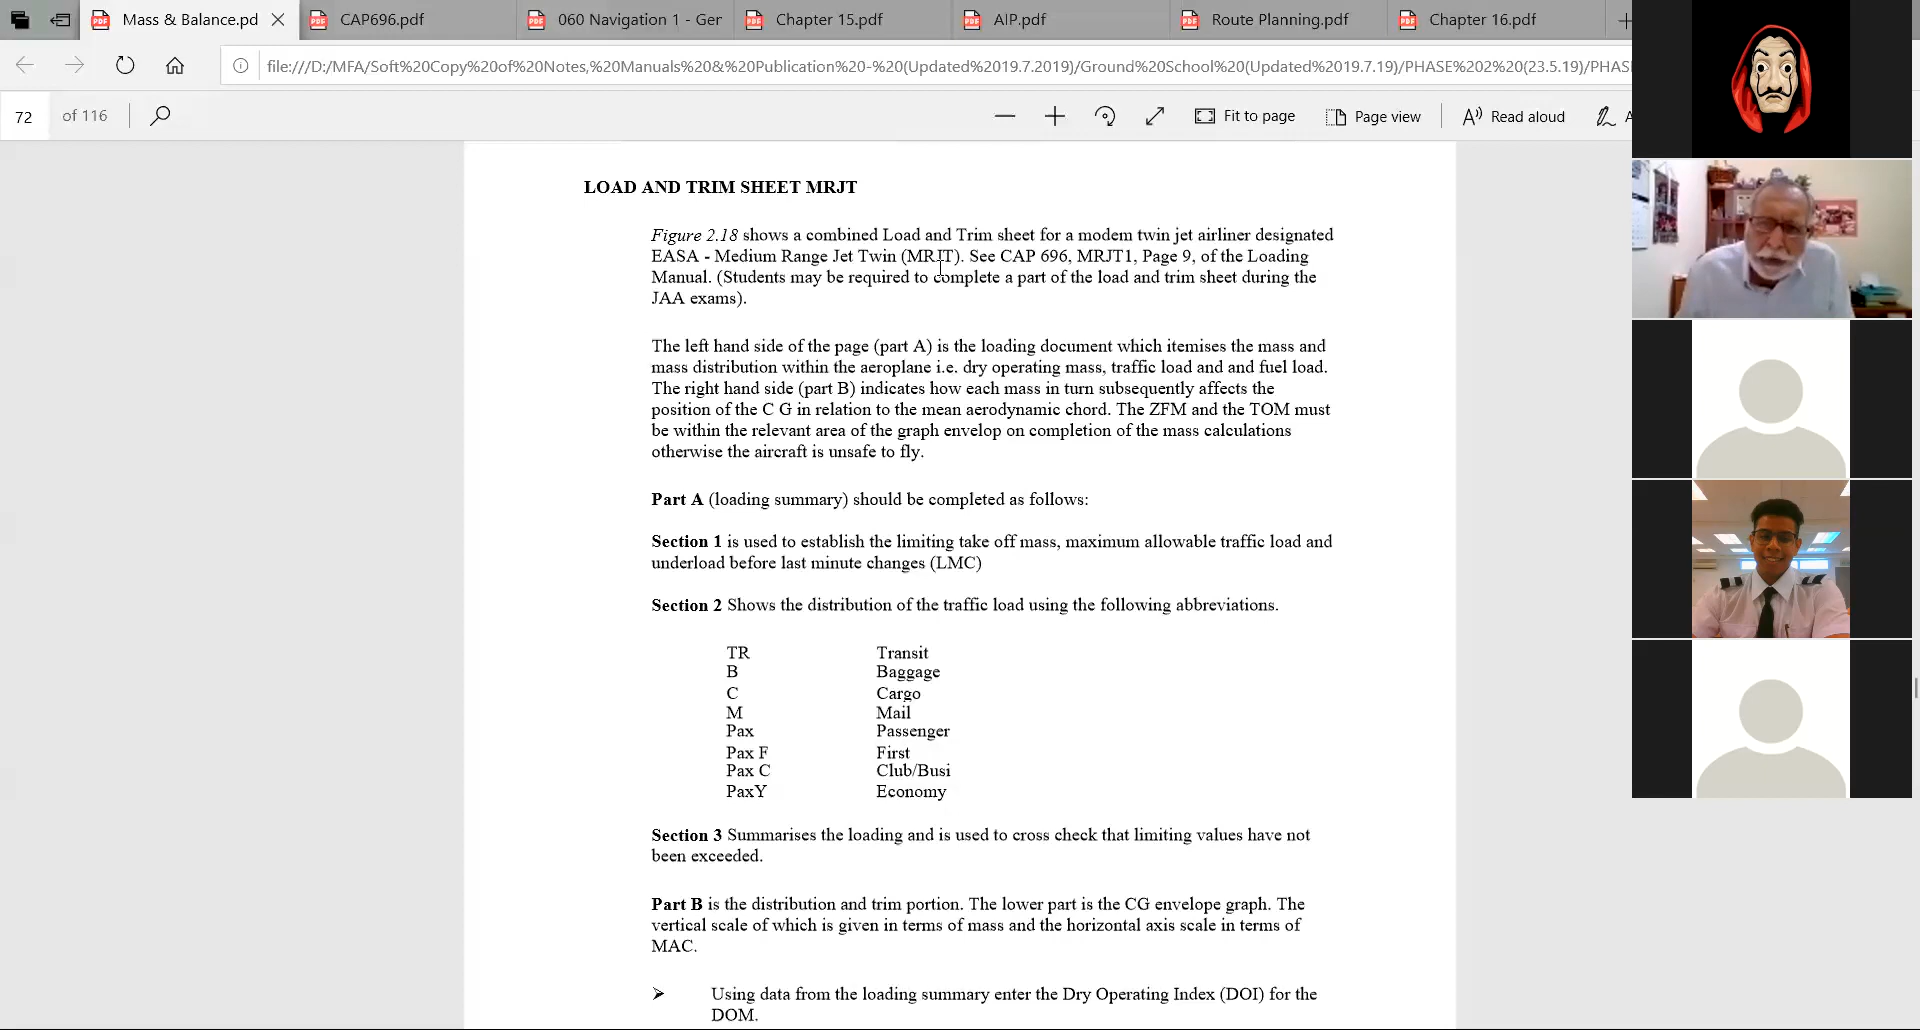 Mass & Balance.pd
CAP696.pdf
060 Navigation 1 - Ger
Chapter 15.pdf
AIP.pdf
Route Planning.pdf
Chapter 16.pdf
file:///D:/MFA/Soft%20Copy%20of%20Notes,%20Manuals%20&%20Publication%20-%20(Updated%2019.7.2019)/Ground%20School%20(Updated%2019.7.19)/PHASE%202%20(23.5.19)/PHAS
72 of 116
Fit to page
Page view
Read aloud
A
LOAD AND TRIM SHEET MRJT
Figure 2.18 shows a combined Load and Trim sheet for a modem twin jet airliner designated
EASA - Medium Range Jet Twin (MRJT). See CAP 696, MRJT1, Page 9, of the Loading
Manual. (Students may be required to complete a part of the load and trim sheet during the
JAA exams).
The left hand side of the page (part A) is the loading document which itemises the mass and
mass distribution within the aeroplane i.e. dry operating mass, traffic load and and fuel load.
The right hand side (part B) indicates how each mass in turn subsequently affects the
position of the C G in relation to the mean aerodynamic chord. The ZFM and the TOM must
be within the relevant area of the graph envelop on completion of the mass calculations
otherwise the aircraft is unsafe to fly.
Part A (loading summary) should be completed as follows:
Section 1 is used to establish the limiting take off mass, maximum allowable traffic load and
underload before last minute changes (LMC)
Section 2 Shows the distribution of the traffic load using the following abbreviations.
TR Transit
B Baggage
C Cargo
M Mail
Pax Passenger
Pax F First
Pax C Club/Busi
PaxY Economy
Section 3 Summarises the loading and is used to cross check that limiting values have not
been exceeded.
Part B is the distribution and trim portion. The lower part is the CG envelope graph. The
vertical scale of which is given in terms of mass and the horizontal axis scale in terms of
MAC.
➢ Using data from the loading summary enter the Dry Operating Index (DOI) for the
DOM.